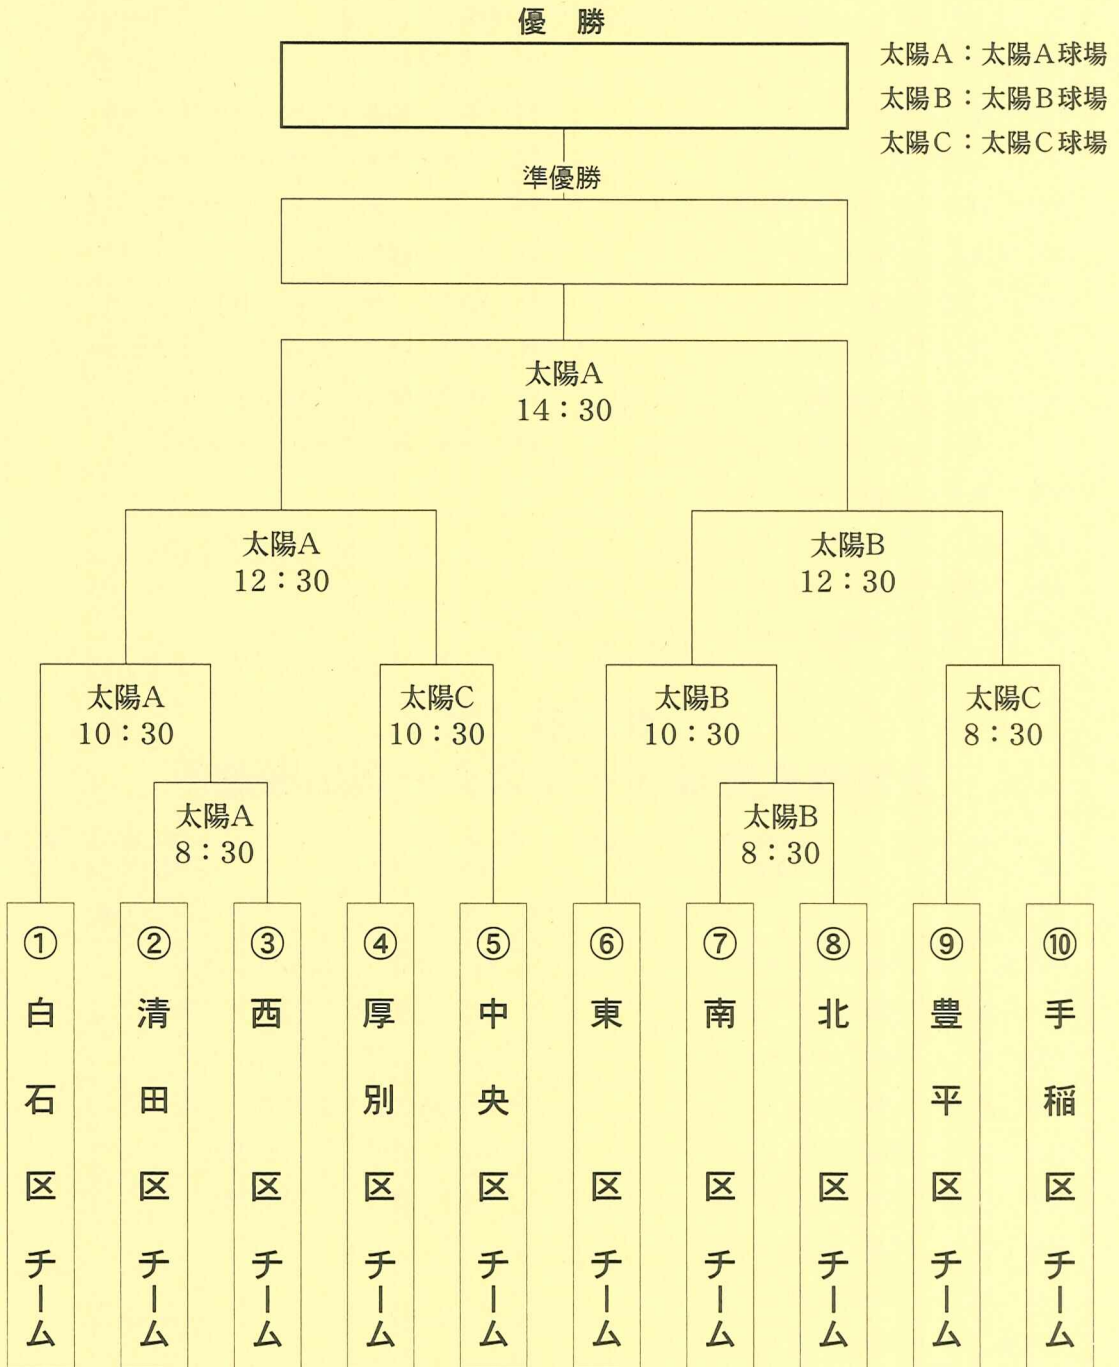 優　勝
太陽A：太陽A球場
太陽B：太陽B球場
太陽C：太陽C球場
準優勝
太陽A
14：30
太陽A
12：30
太陽B
12：30
太陽A
10：30
太陽C
10：30
太陽B
10：30
太陽C
8：30
太陽A
8：30
太陽B
8：30
①白石区チーム
②清田区チーム
③西区チーム
④厚別区チーム
⑤中央区チーム
⑥東区チーム
⑦南区チーム
⑧北区チーム
⑨豊平区チーム
⑩手稲区チーム